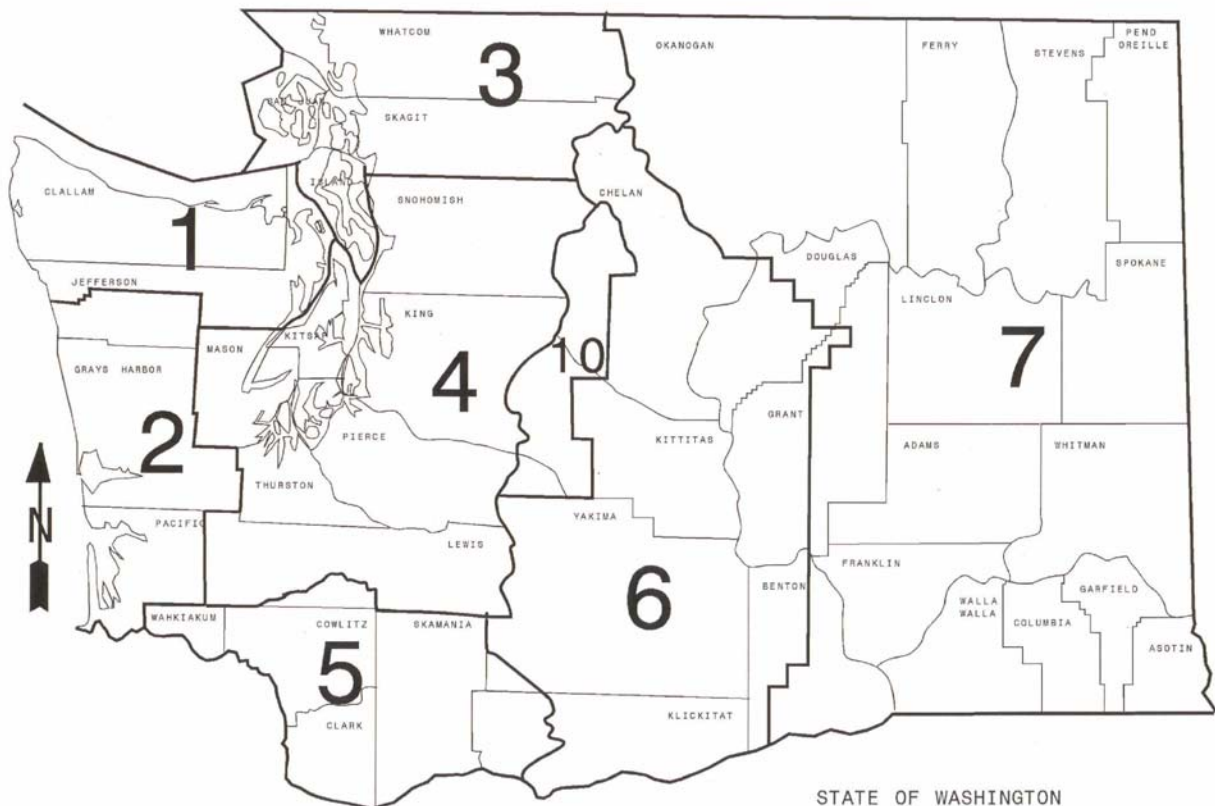 WHATCOM
3
OKANOGAN
FERRY
STEVENS
PEND
OREILLE
SAN JUAN
SKAGIT
ISLAND
CLALLAM
SNOHOMISH
CHELAN
1
DOUGLAS
SPOKANE
JEFFERSON
LINCLON
KING
KITSAP
MASON
10
7
GRAYS HARBOR
4
GRANT
2
PIERCE
KITTITAS
ADAMS
WHITMAN
THURSTON
N
PACIFIC
YAKIMA
LEWIS
FRANKLIN
BENTON
6
WALLA
WALLA
GARFIELD
WAHKIAKUM
COWLITZ
SKAMANIA
COLUMBIA
ASOTIN
5
CLARK
KLICKITAT
STATE OF WASHINGTON